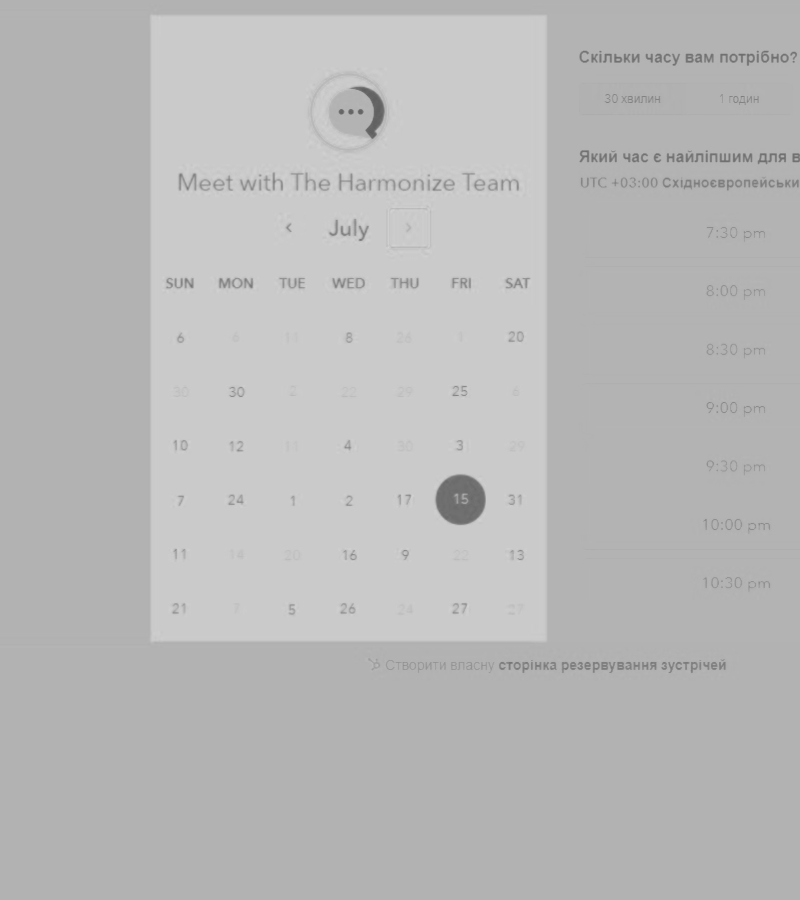 Meet with The Harmonize Team
July
SUN MON TUE WED THU FRI SAT
6 6 11 8 26 1 20
30 30 2 22 29 25 6
10 12 11 4 30 3 29
7 24 1 2 17 15 31
11 14 20 16 9 22 13
21 5 26 24 27 27
Скільки часу вам потрібно?
30 хвилин 1 годин
Який час є найліпшим для в
UTC +03:00 Східноєвропейськи
7:30 pm
8:00 pm
8:30 pm
9:00 pm
9:30 pm
10:00 pm
10:30 pm
Створити власну сторінка резервування зустрічей